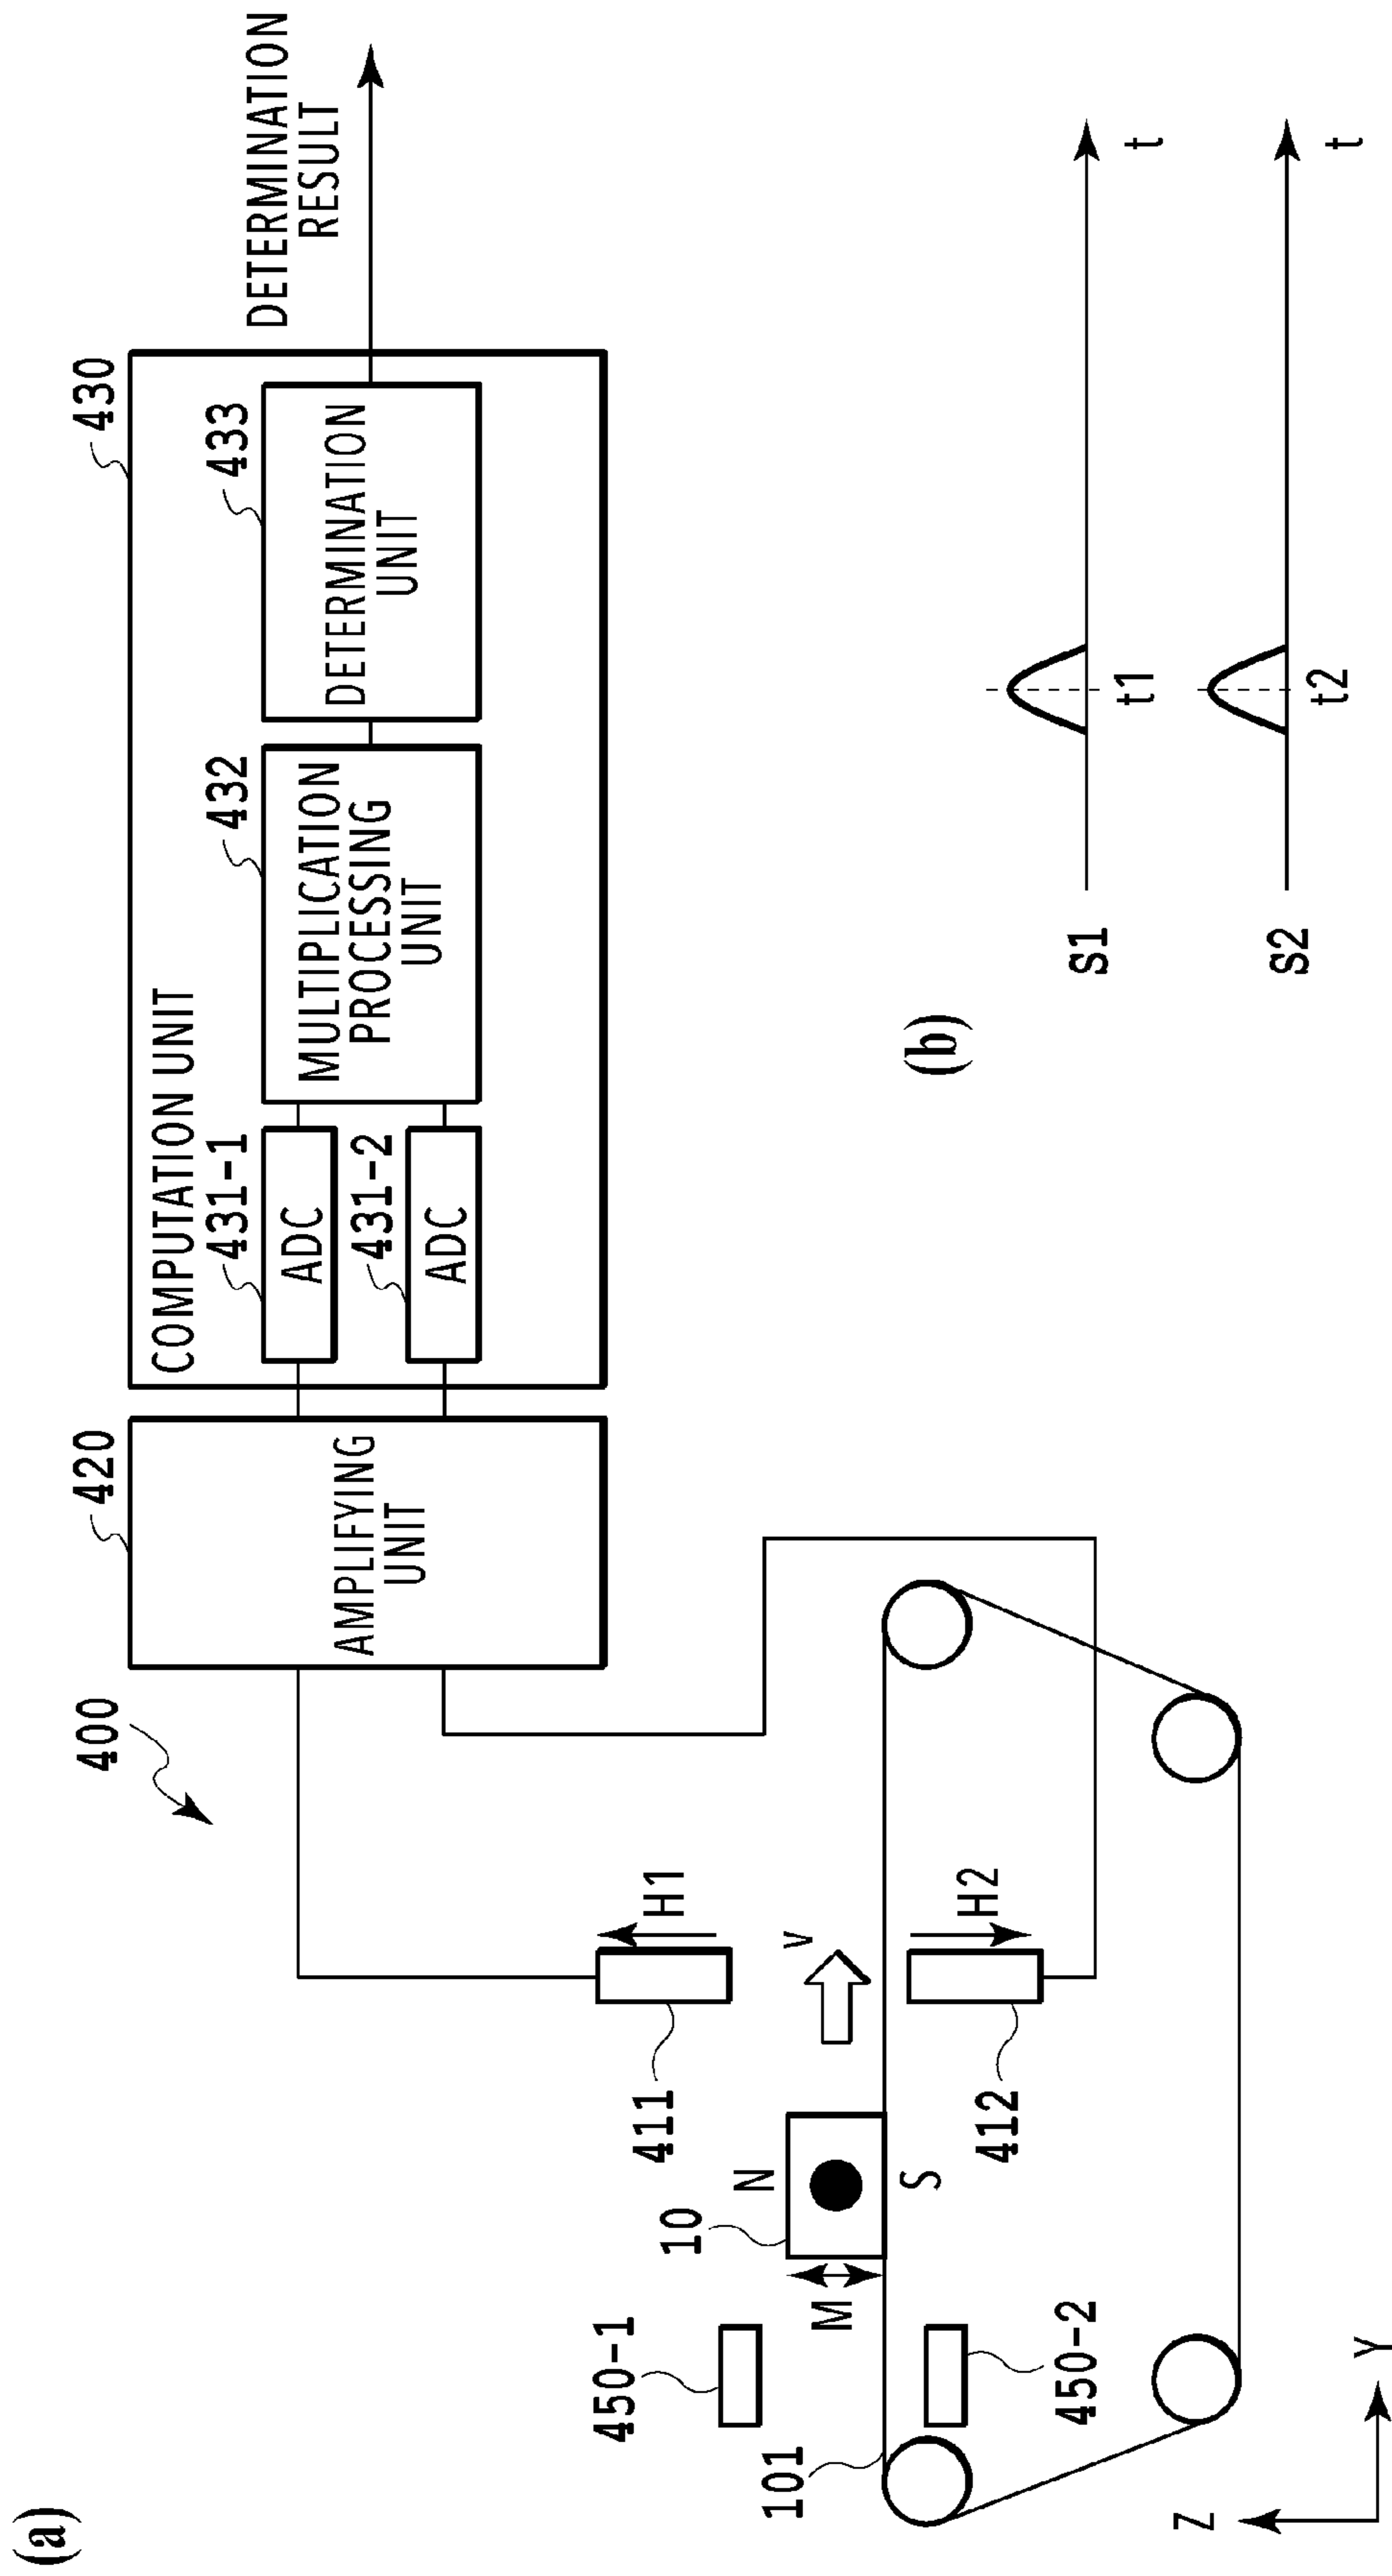 (a)
400
420
AMPLIFYING
UNIT
430
COMPUTATION UNIT
431-1
ADC
431-2
ADC
432
MULTIPLICATION
PROCESSING
UNIT
433
DETERMINATION
UNIT
DETERMINATION
RESULT
450-1
450-2
101
M
10
N
S
411
H1
V
412
H2
Z
Y
(b)
S1
t1
t
S2
t2
t